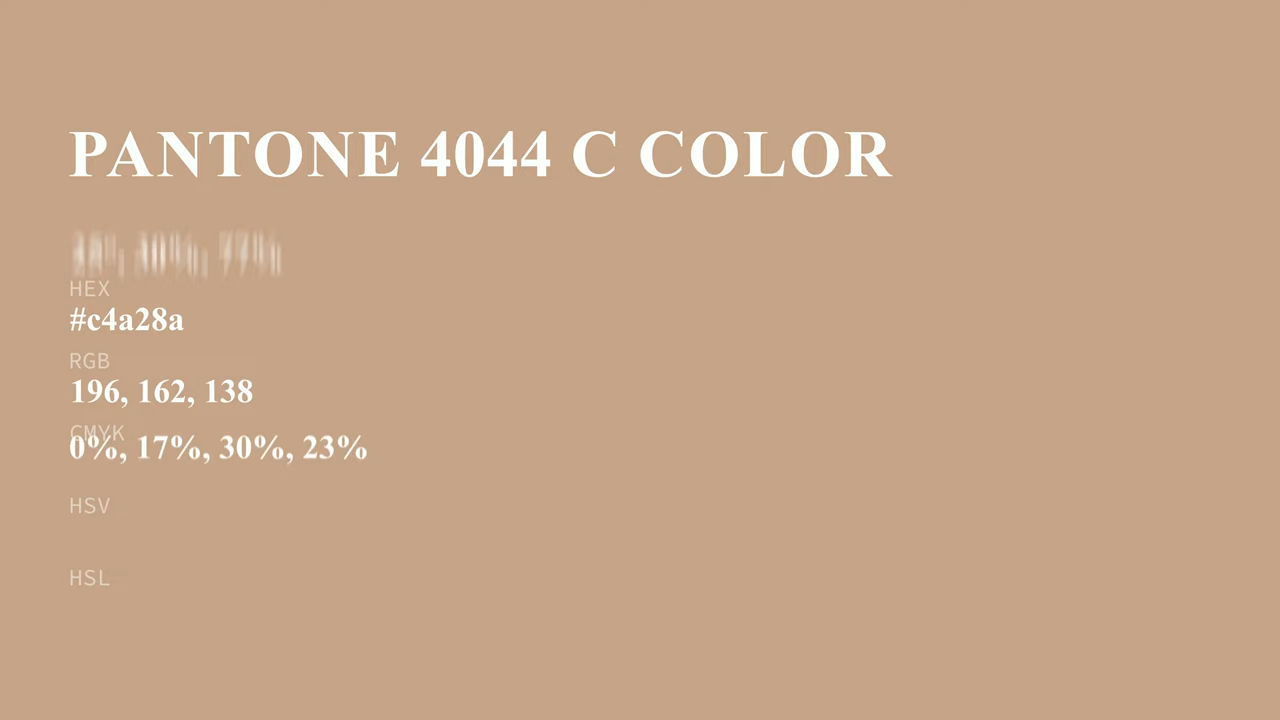 PANTONE 4044 C COLOR
HEX
#c4a28a
RGB
196, 162, 138
CMYK
0%, 17%, 30%, 23%
HSV
HSL